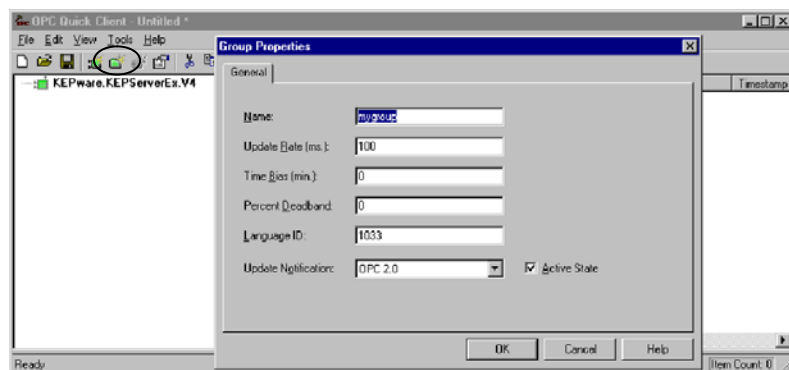 OPC Quick Client - Untitled *
File Edit View Tools Help
KEPware.KEPServerEx.V4
Timestamp
Group Properties
General
Name: mygroup
Update Rate (ms.): 100
Time Bias (min.): 0
Percent Deadband: 0
Language ID: 1033
Update Notification: OPC 2.0
Active State
OK Cancel Help
Ready
Item Count: 0